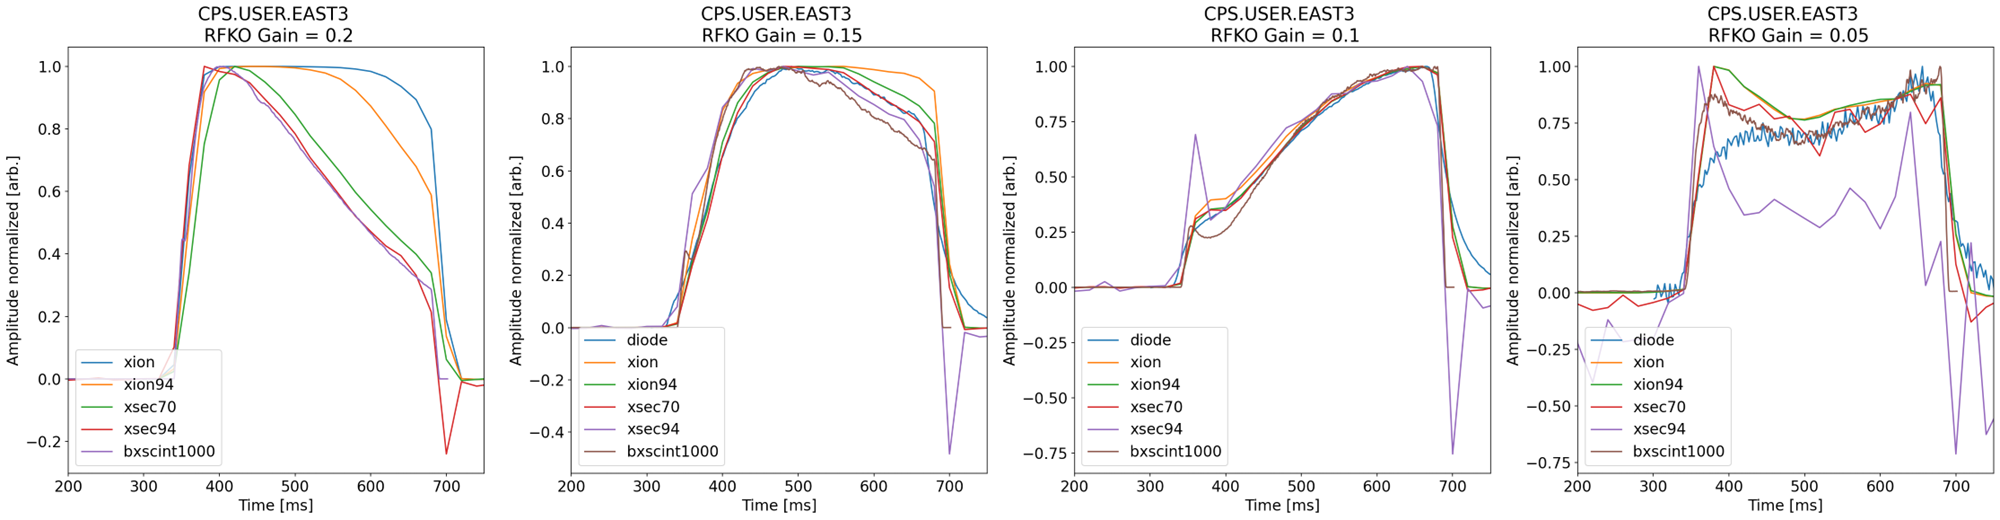 CPS.USER.EAST3
RFKO Gain = 0.2
Amplitude normalized [arb.]
1.0
0.8
0.6
0.4
0.2
0.0
−0.2
xion
xion94
xsec70
xsec94
bxscint1000
200 300 400 500 600 700
Time [ms]
CPS.USER.EAST3
RFKO Gain = 0.15
Amplitude normalized [arb.]
1.0
0.8
0.6
0.4
0.2
0.0
−0.2
−0.4
diode
xion
xion94
xsec70
xsec94
bxscint1000
200 300 400 500 600 700
Time [ms]
CPS.USER.EAST3
RFKO Gain = 0.1
Amplitude normalized [arb.]
1.00
0.75
0.50
0.25
0.00
−0.25
−0.50
−0.75
diode
xion
xion94
xsec70
xsec94
bxscint1000
200 300 400 500 600 700
Time [ms]
CPS.USER.EAST3
RFKO Gain = 0.05
Amplitude normalized [arb.]
1.00
0.75
0.50
0.25
0.00
−0.25
−0.50
−0.75
diode
xion
xion94
xsec70
xsec94
bxscint1000
200 300 400 500 600 700
Time [ms]